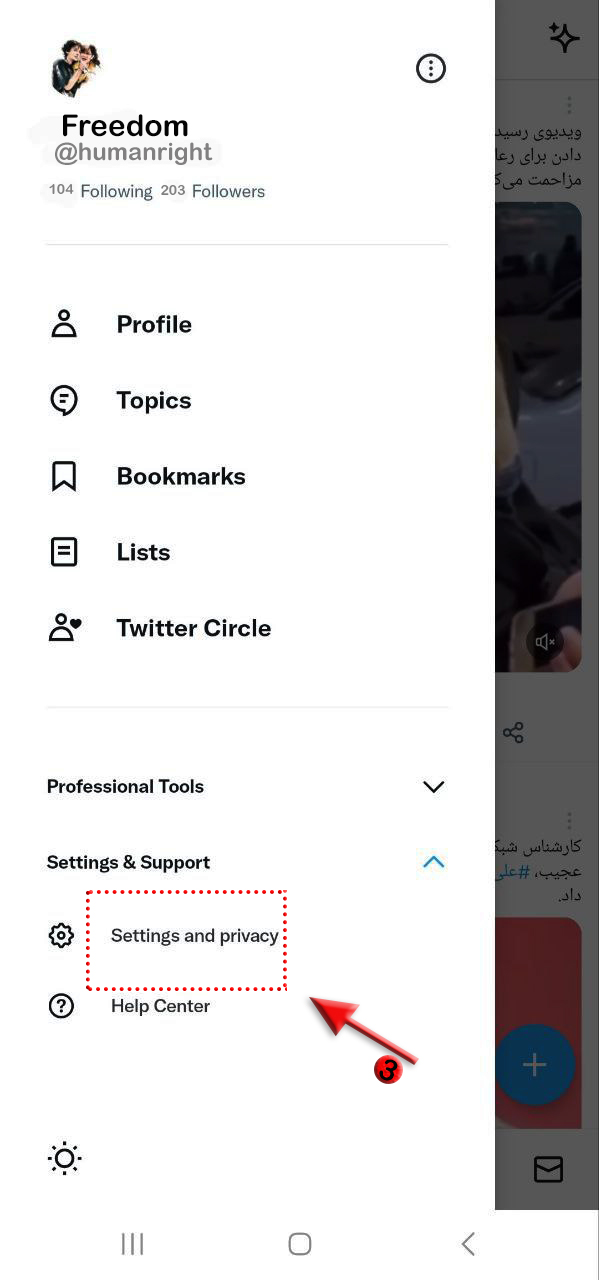 Freedom
@humanright
104 Following 203 Followers
Profile
Topics
Bookmarks
Lists
Twitter Circle
Professional Tools
Settings & Support
Settings and privacy
Help Center
3
ویدیوی رسید
دادن برای رعا
مزاحمت می‌ک
کارشناس شبک
عجیب، #علی
داد.